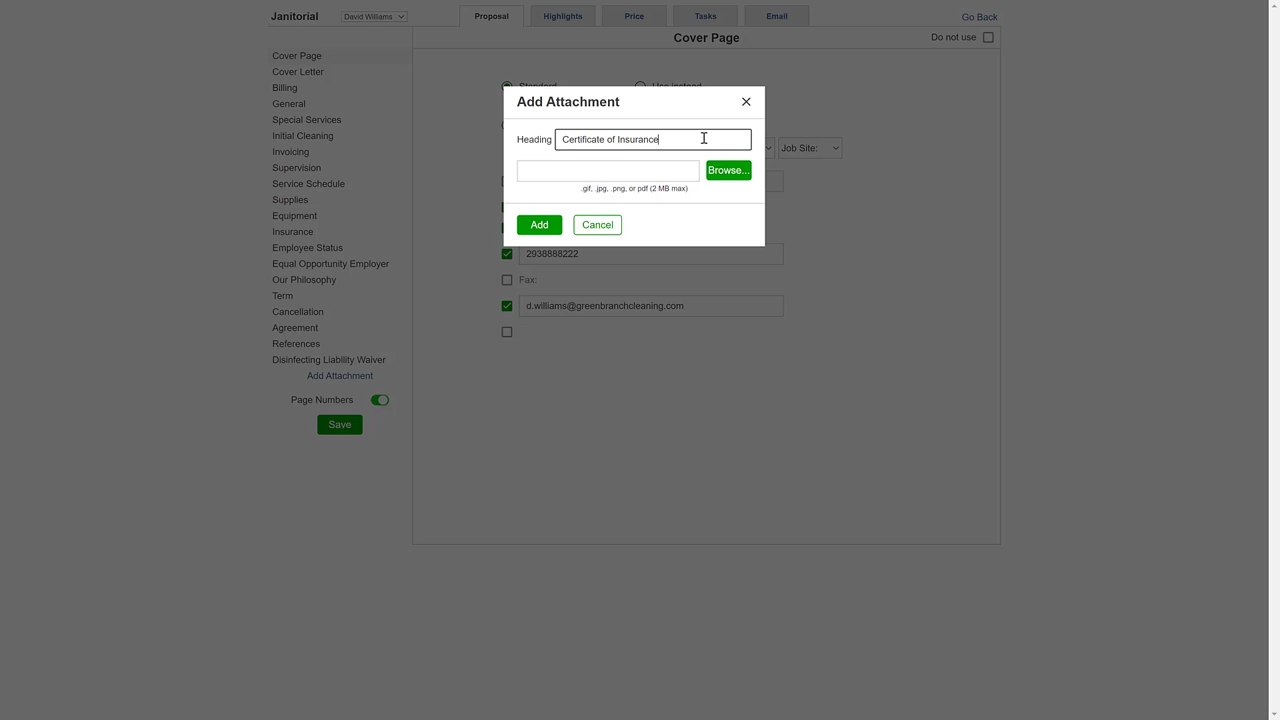 Janitorial
David Williams
Proposal
Highlights
Price
Tasks
Email
Go Back
Cover Page
Do not use
Cover Page
Cover Letter
Billing
General
Special Services
Initial Cleaning
Invoicing
Supervision
Service Schedule
Supplies
Equipment
Insurance
Employee Status
Equal Opportunity Employer
Our Philosophy
Term
Cancellation
Agreement
References
Disinfecting Liability Waiver
Add Attachment
Page Numbers
Save
Add Attachment
Heading
Certificate of Insurance
Browse...
.gif, .jpg, .png, or pdf (2 MB max)
Add
Cancel
Job Site:
2938888222
Fax:
d.williams@greenbranchcleaning.com